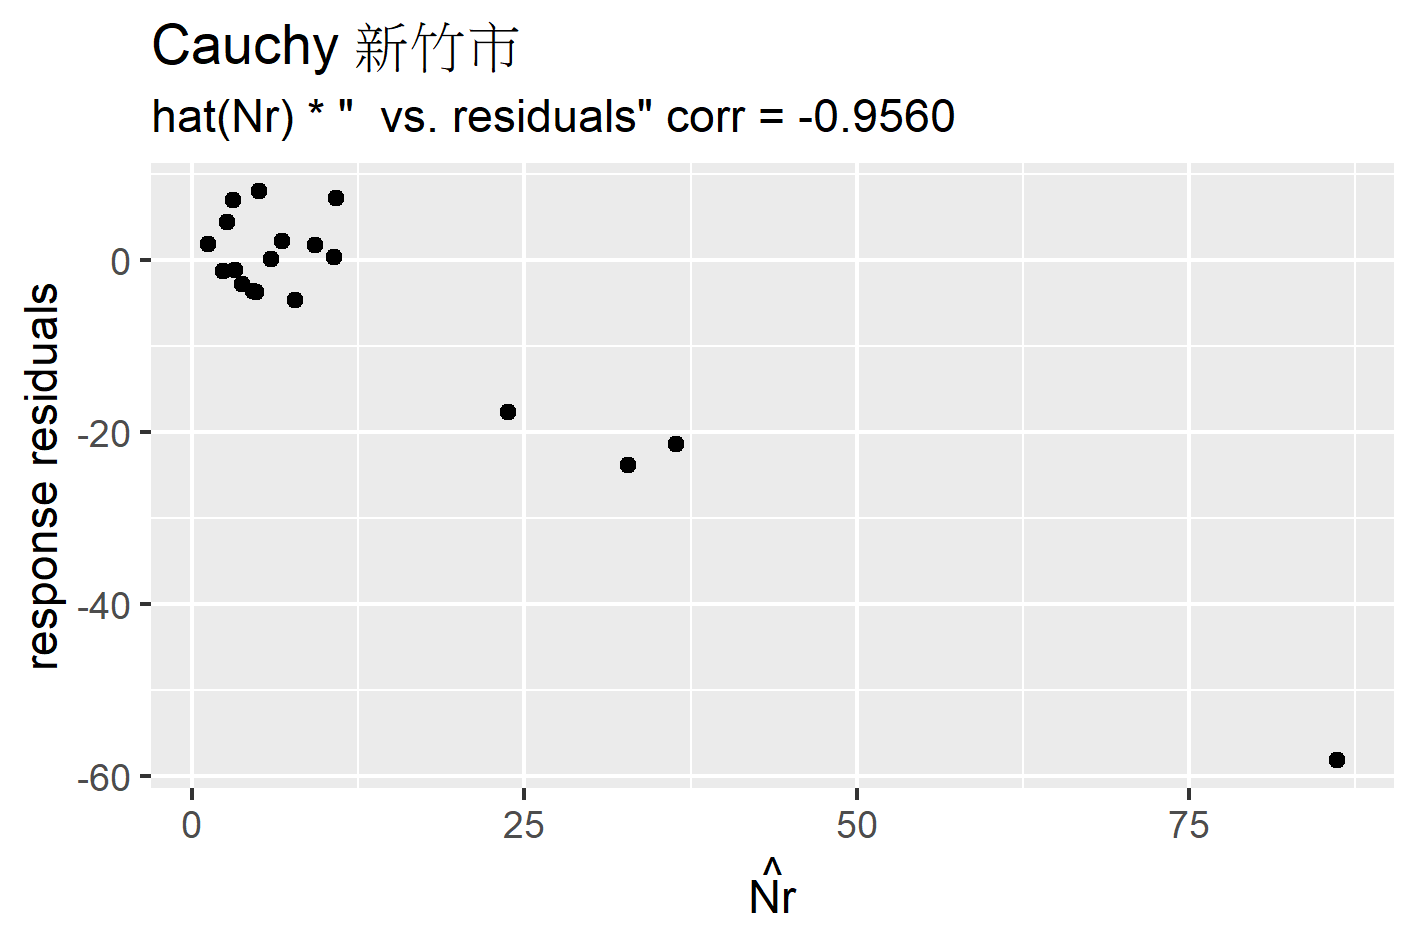 Cauchy 新竹市
hat(Nr) * "  vs. residuals" corr = -0.9560
response residuals
0
-20
-40
-60
0 25 50 75
N̂r